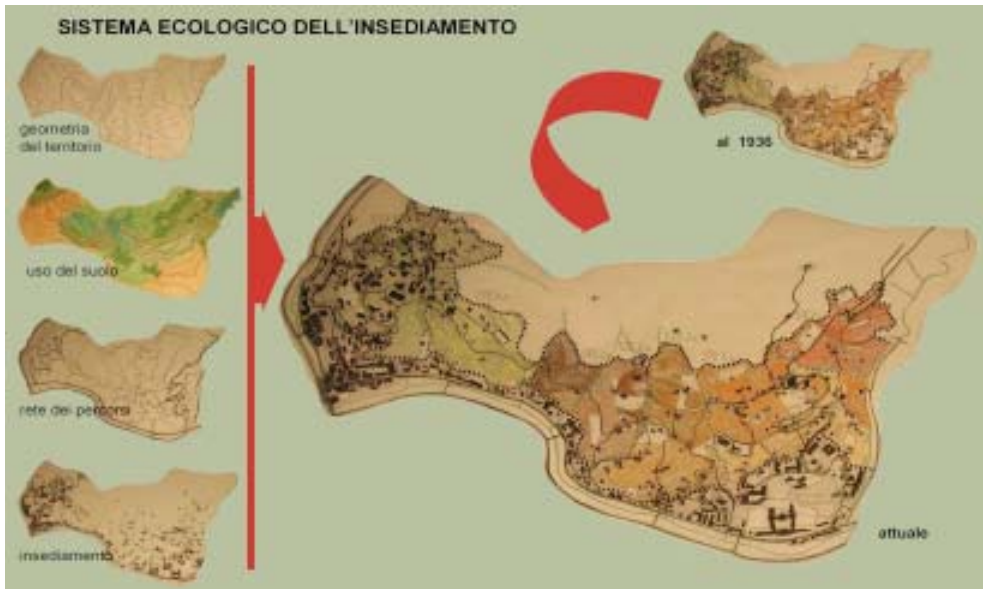 SISTEMA ECOLOGICO DELL'INSEDIAMENTO
geometria
del territorio
uso del suolo
rete dei percorsi
insediamento
al 1936
attuale